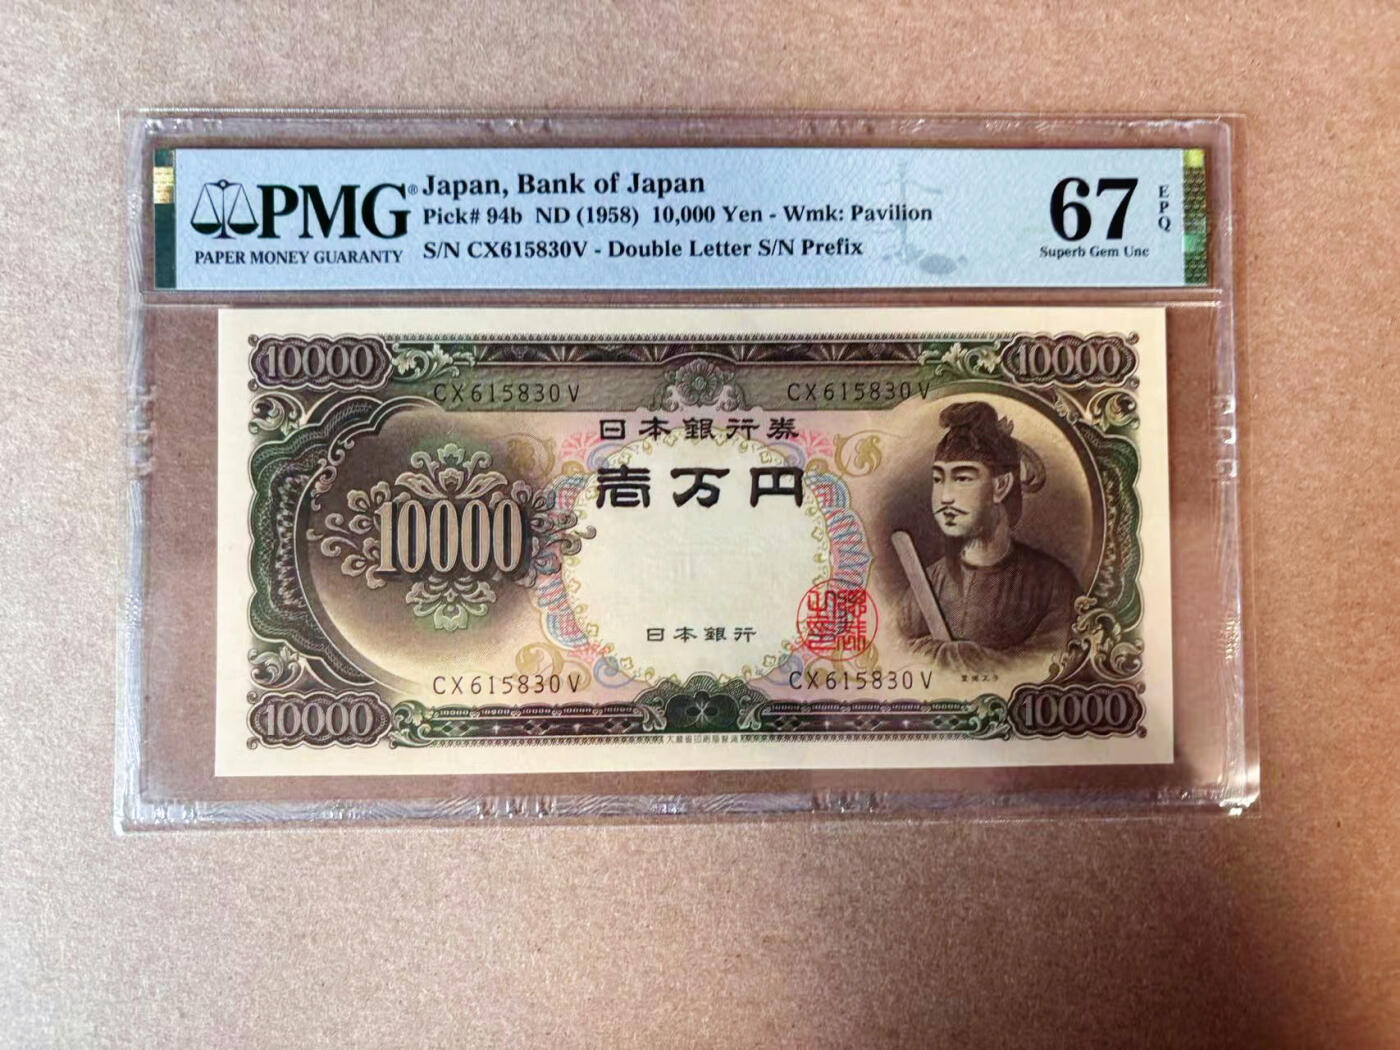 PMG®
PAPER MONEY GUARANTY
Japan, Bank of Japan
Pick# 94b ND (1958) 10,000 Yen - Wmk: Pavilion
S/N CX615830V - Double Letter S/N Prefix
67
EPQ
Superb Gem Unc
10000
10000
CX615830V
CX615830V
日本銀行券
壱万円
10000
日本銀行
CX615830V
CX615830V
10000
10000